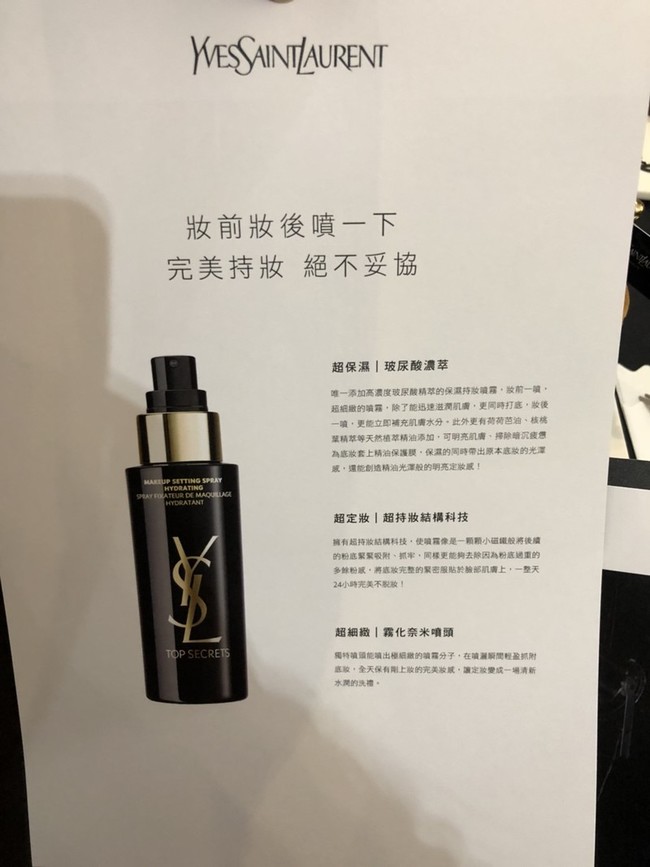 YVESSAINTLAURENT
妝前妝後噴一下
完美持妝 絕不妥協
超保濕｜玻尿酸濃萃
唯一添加高濃度玻尿酸精萃的保濕持妝噴霧，妝前一噴，
超細緻的噴霧，除了能迅速滋潤肌膚，更同時打底，妝後
一噴，更能立即補充肌膚水分。此外更有荷荷芭油、核桃
葉精萃等天然植萃精油添加，可明亮肌膚，掃除暗沉疲憊
為底妝套上精油保護膜，保濕的同時帶出原本底妝的光澤
感，還能創造精油光澤般的明亮定妝感！
MAKEUP SETTING SPRAY
HYDRATING
SPRAY FIXATEUR DE MAQUILLAGE
HYDRATANT
YSL
TOP SECRETS
超定妝｜超持妝結構科技
擁有超持妝結構科技，使噴霧像是一顆顆小磁鐵般將後續
的粉底緊緊吸附、抓牢，同樣更能夠去除因為粉底過重的
多餘粉感，將底妝完整的緊密服貼於臉部肌膚上，一整天
24小時完美不脫妝！
超細緻｜霧化奈米噴頭
獨特噴頭能噴出極細緻的噴霧分子，在噴灑瞬間輕盈抓附
底妝，全天保有剛上妝的完美妝感，讓定妝變成一場清新
水潤的洗禮。